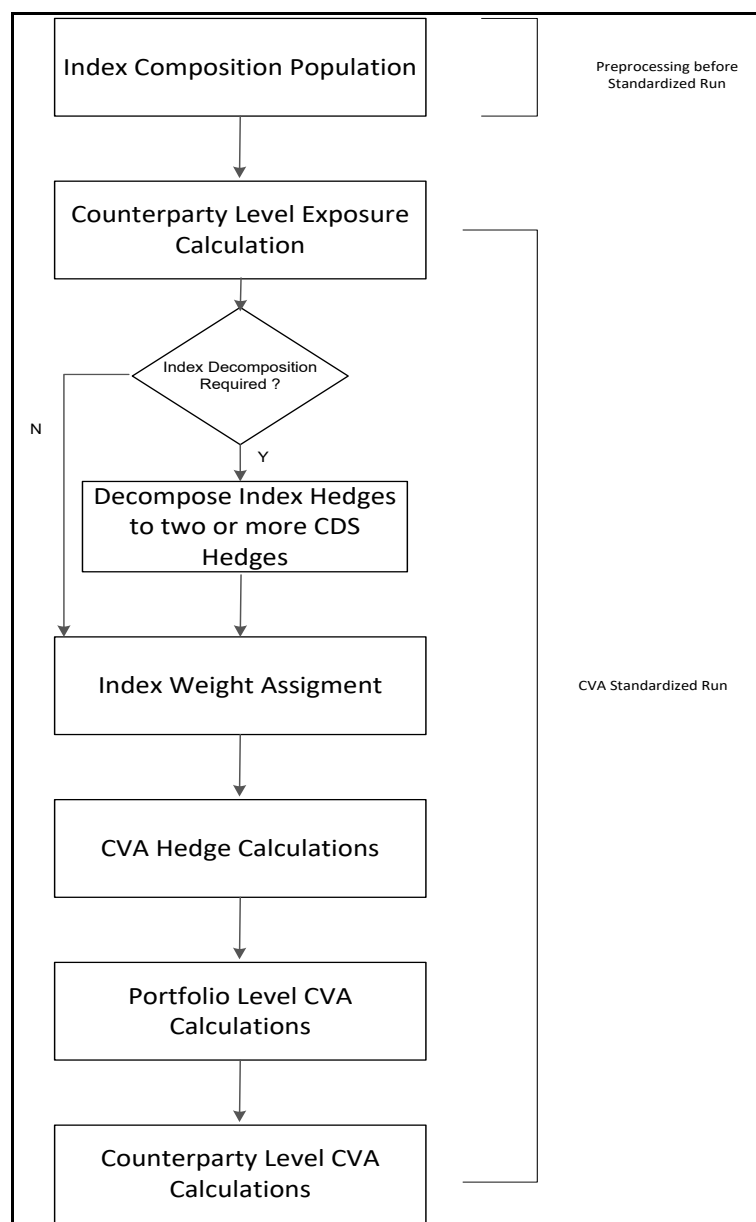 Index Composition Population
Preprocessing before
Standardized Run
Counterparty Level Exposure
Calculation
Index Decomposition
Required ?
N
Y
Decompose Index Hedges
to two or more CDS
Hedges
Index Weight Assigment
CVA Standardized Run
CVA Hedge Calculations
Portfolio Level CVA
Calculations
Counterparty Level CVA
Calculations